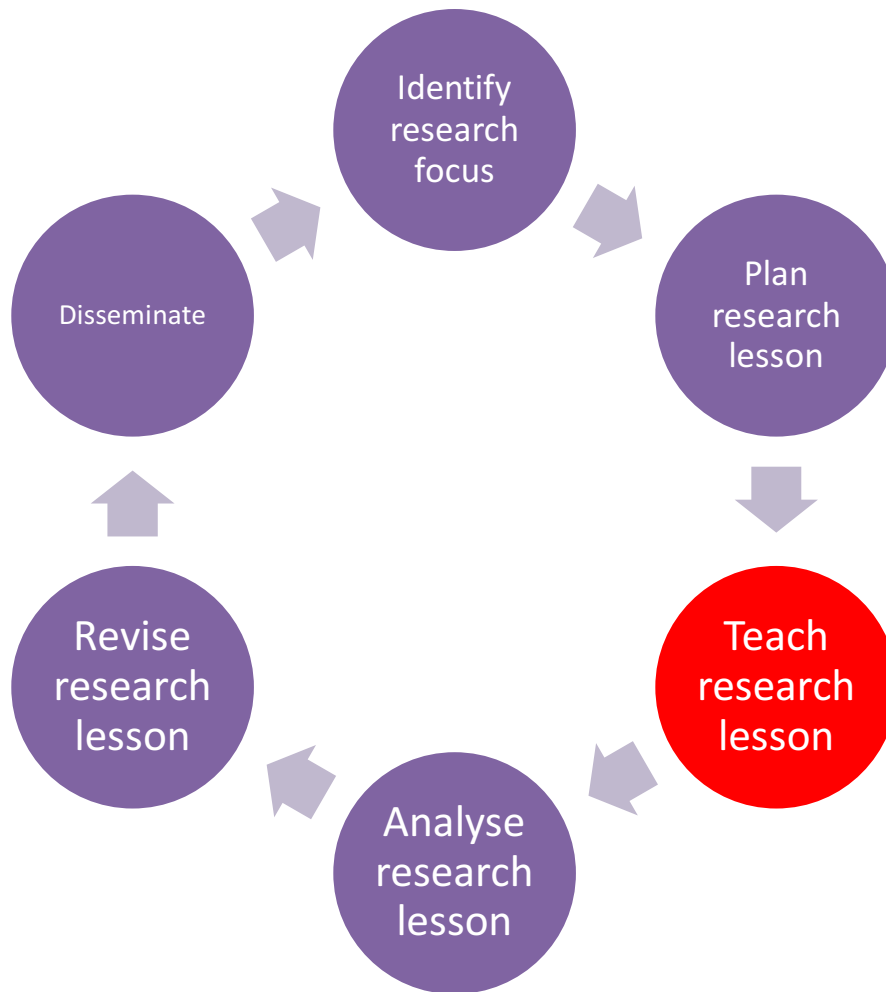 Identify
research
focus
Plan
research
lesson
Teach
research
lesson
Analyse
research
lesson
Revise
research
lesson
Disseminate